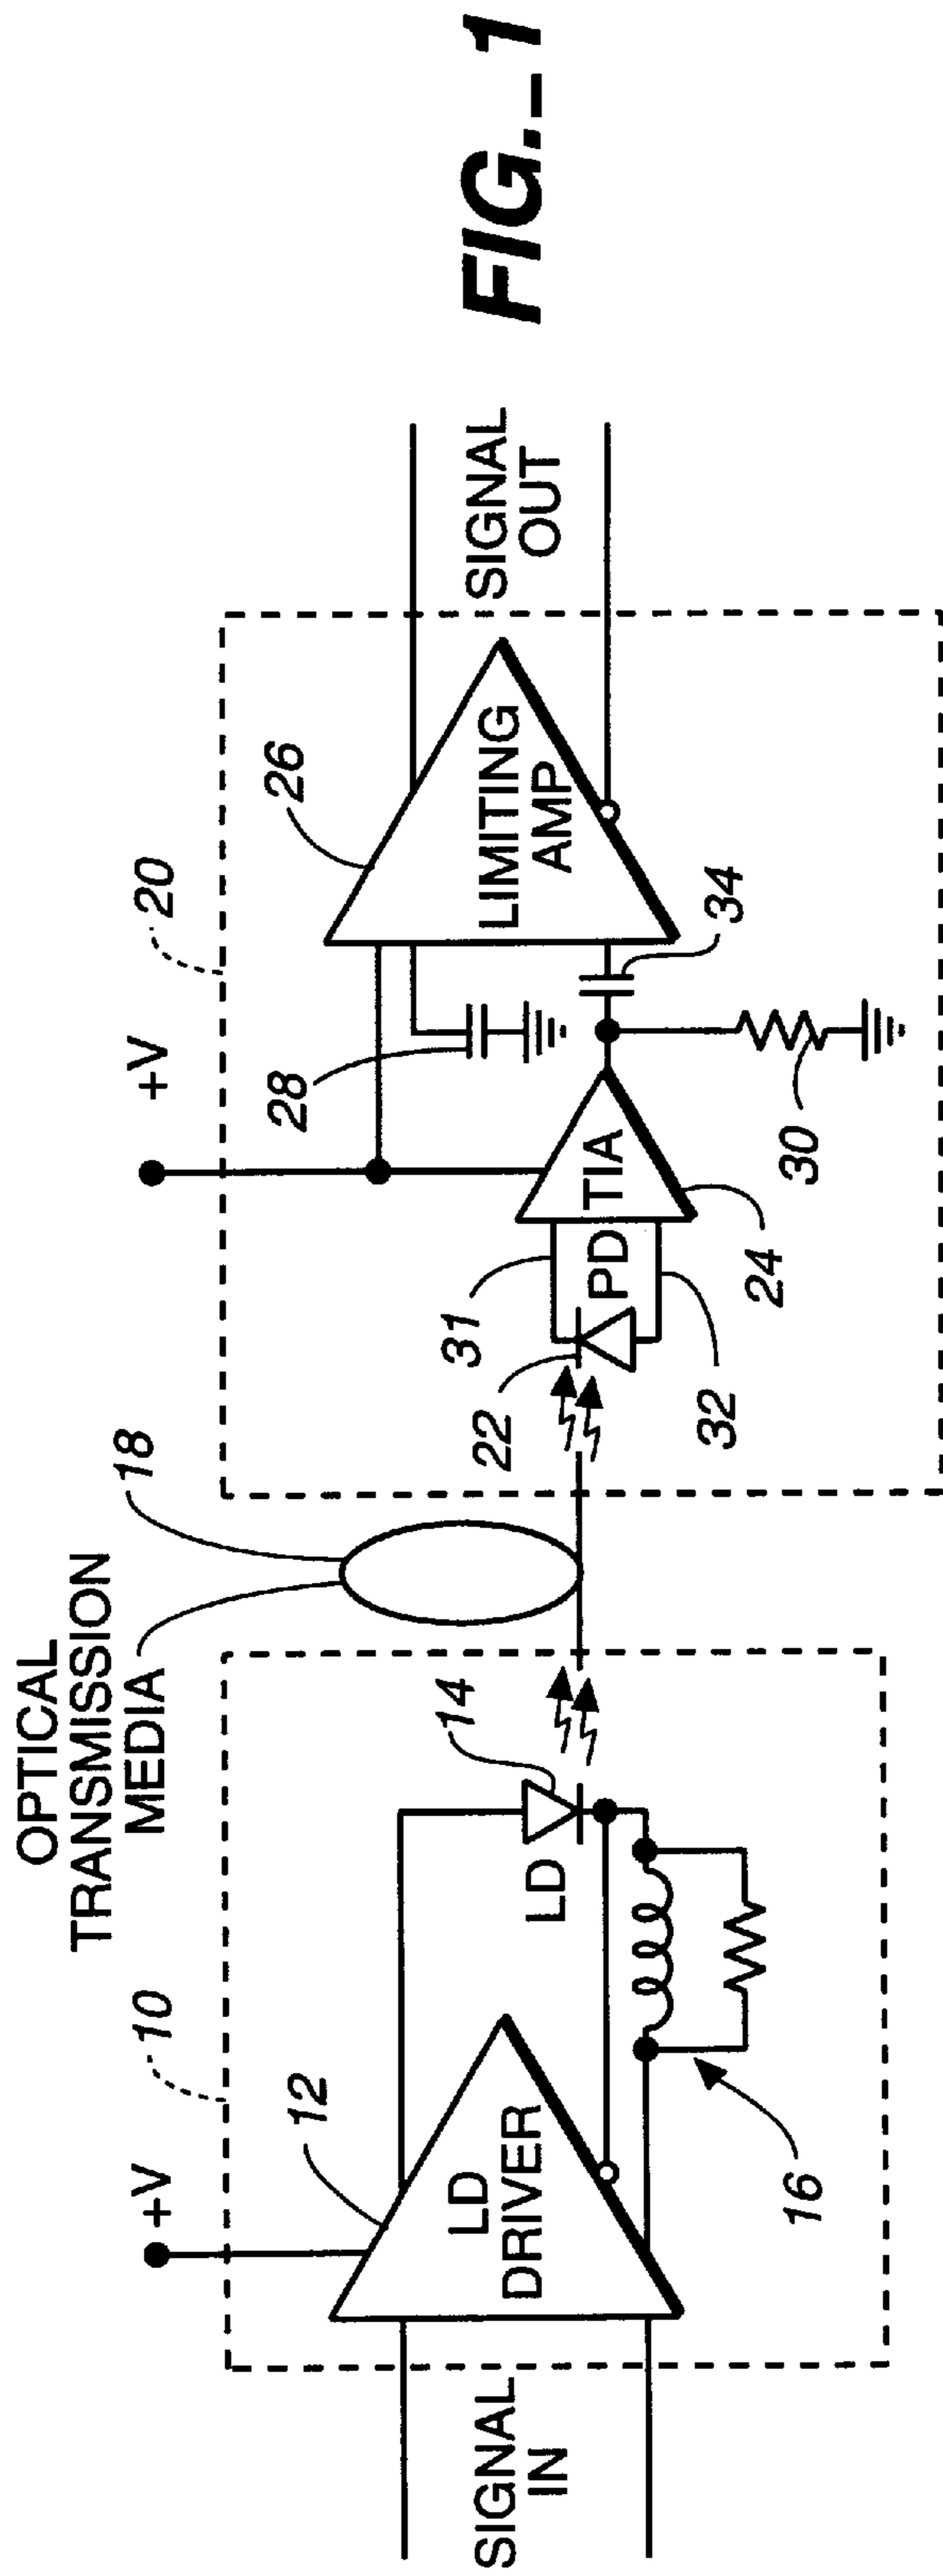 OPTICAL
TRANSMISSION
MEDIA
18
+V
10
12
LD
DRIVER
SIGNAL
IN
LD
14
16
+V
20
26
28
LIMITING
AMP
SIGNAL
OUT
31
22
PD
TIA
32
24
30
34
FIG._1